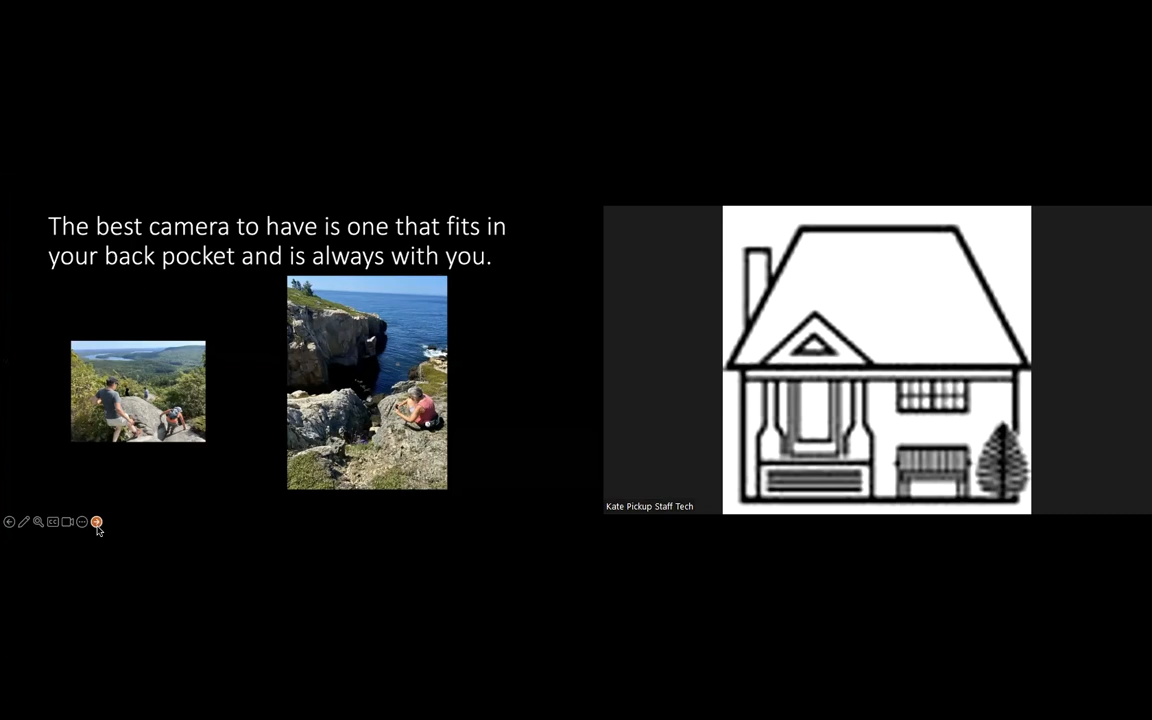 The best camera to have is one that fits in
your back pocket and is always with you.
CC
Kate Pickup Staff Tech